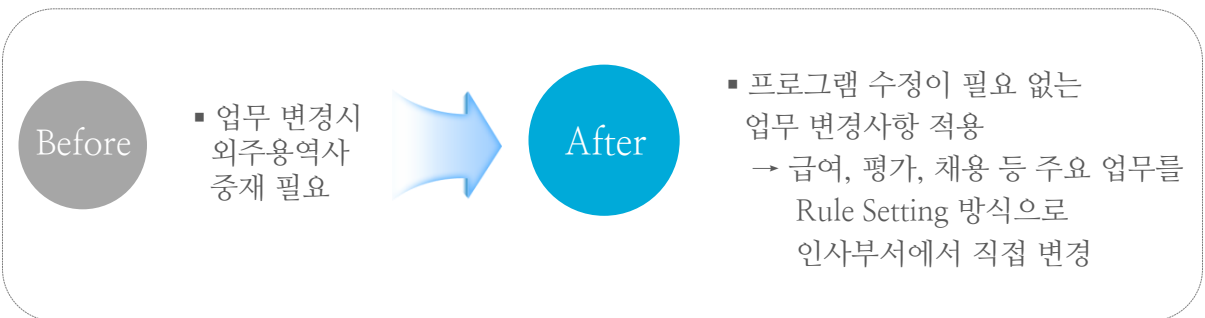 Before
▪ 업무 변경시
외주용역사
중재 필요
After
▪ 프로그램 수정이 필요 없는
업무 변경사항 적용
→ 급여, 평가, 채용 등 주요 업무를
Rule Setting 방식으로
인사부서에서 직접 변경